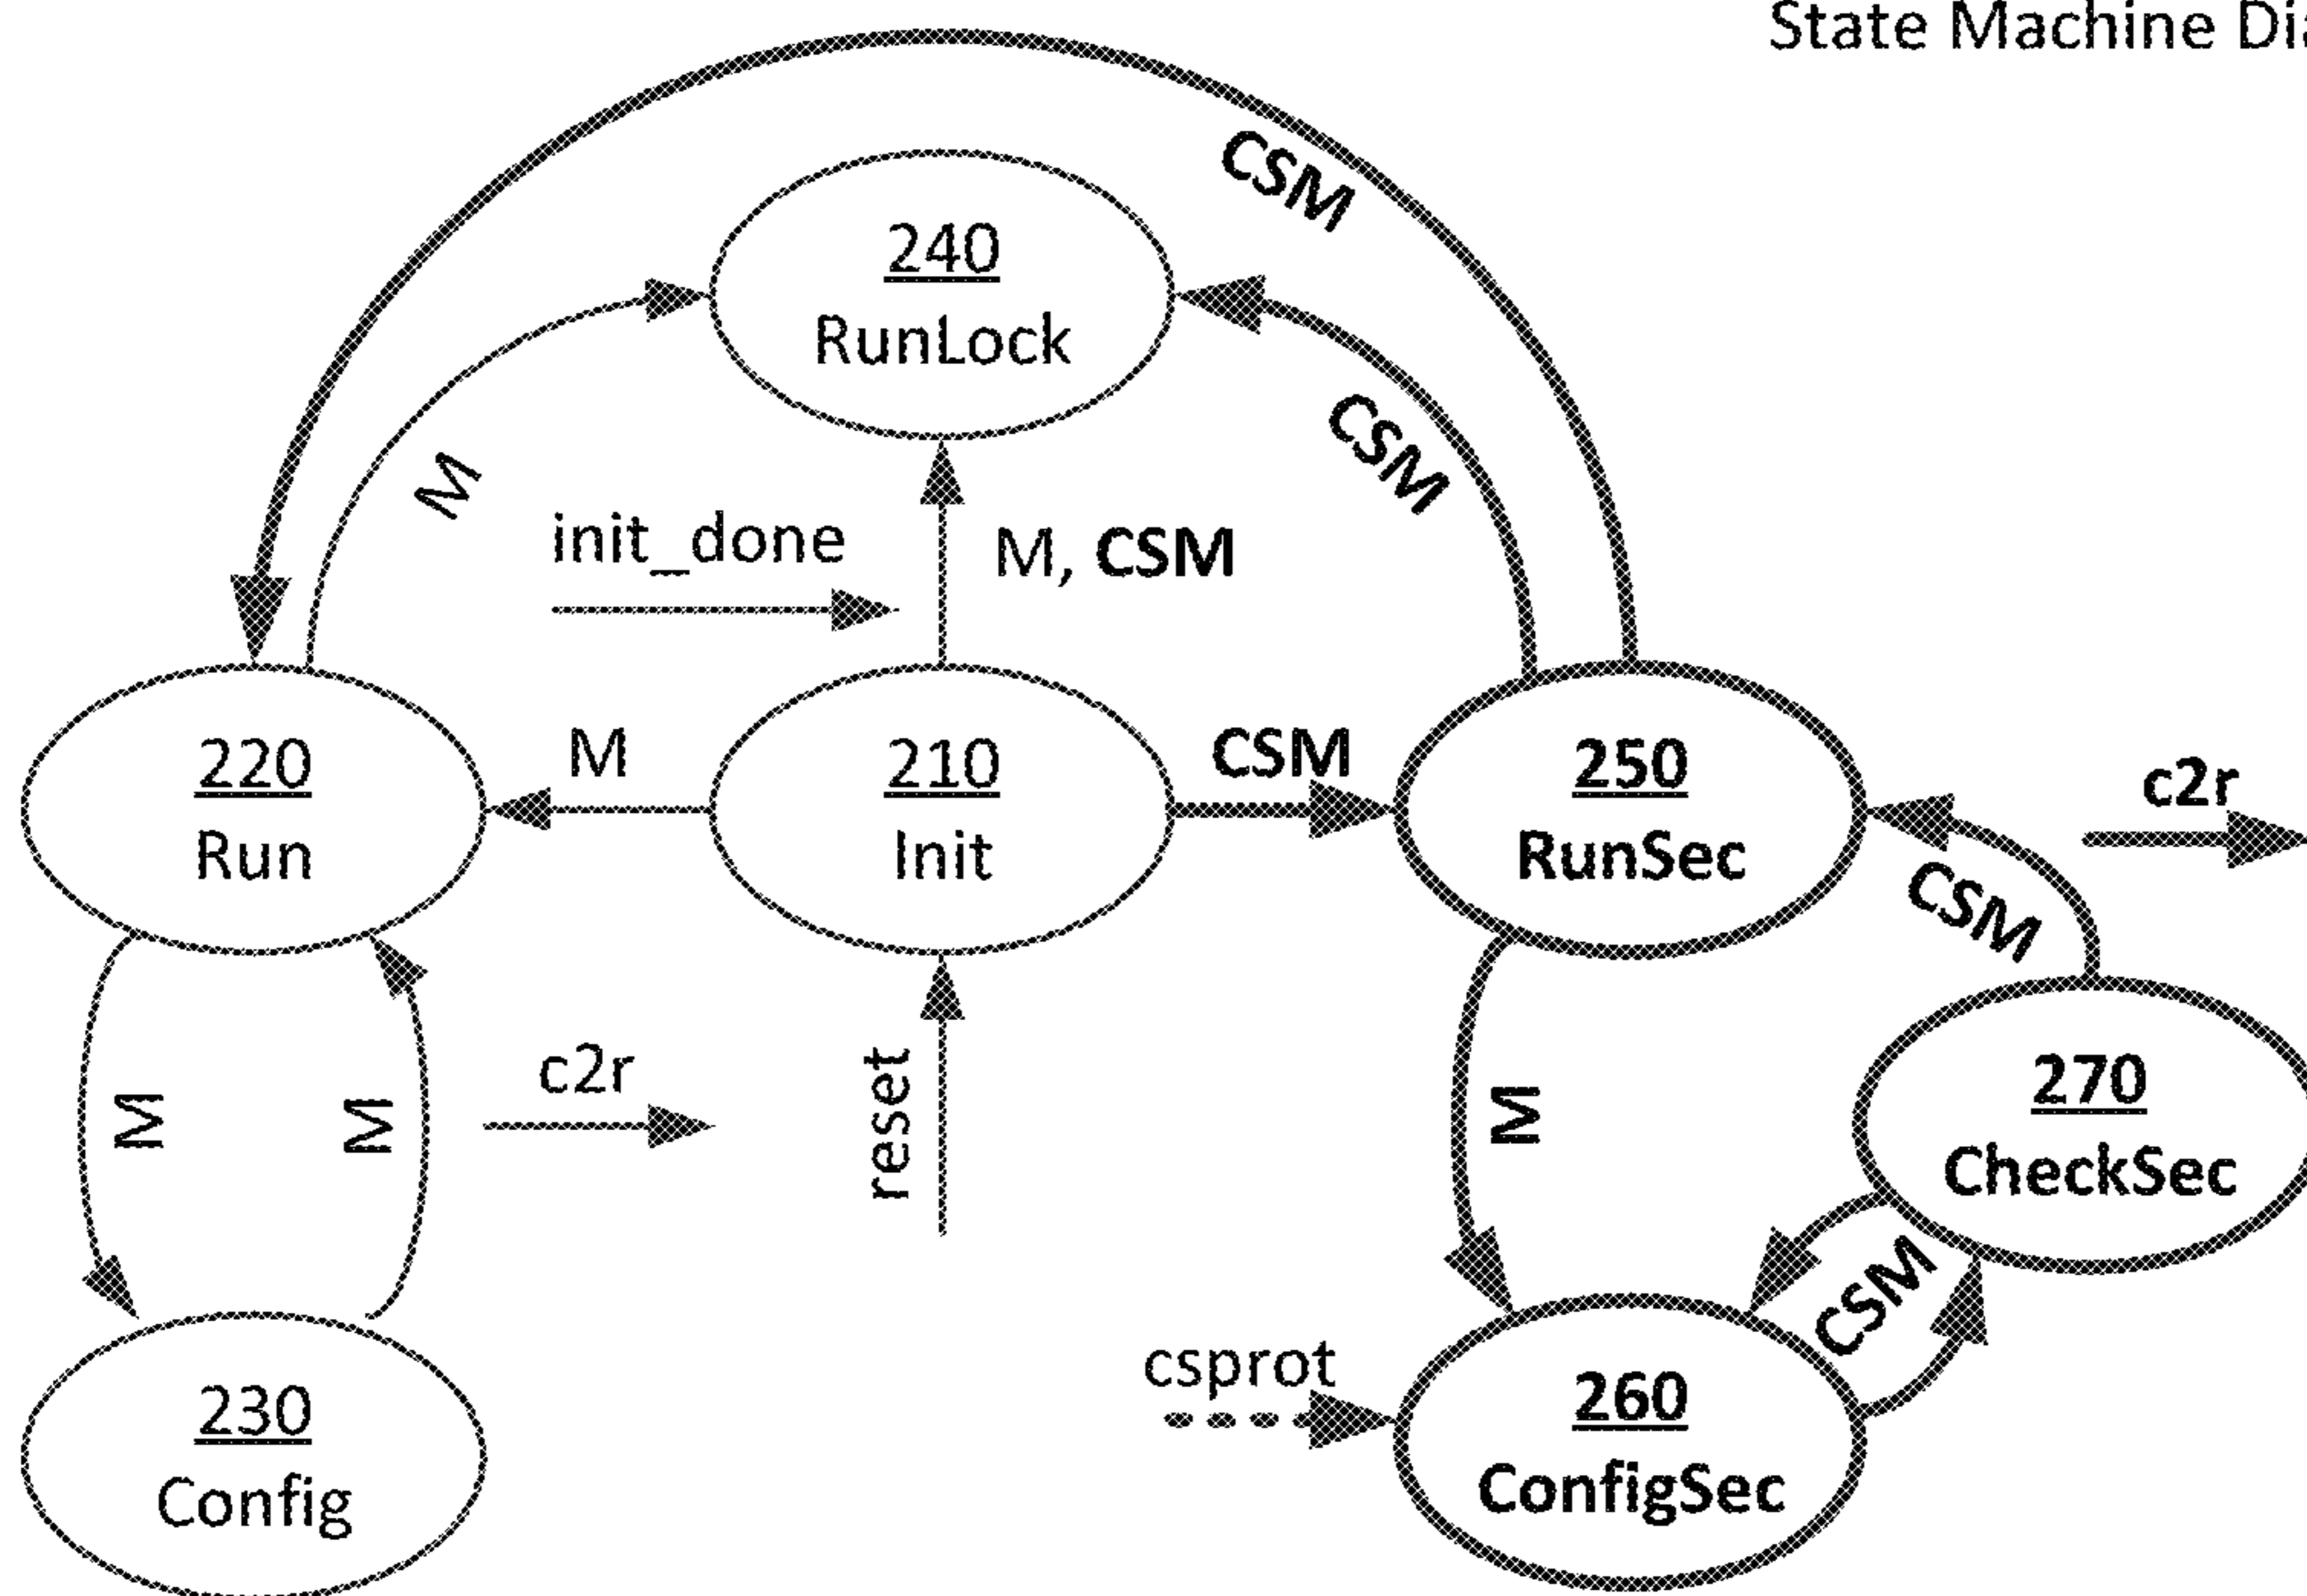 State Machine Dia
CSM
240
RunLock
CSM
M
init_done
M, CSM
220
Run
M
210
Init
CSM
250
RunSec
c2r
CSM
M
M
c2r
reset
M
270
CheckSec
CSM
csprot
230
Config
260
ConfigSec